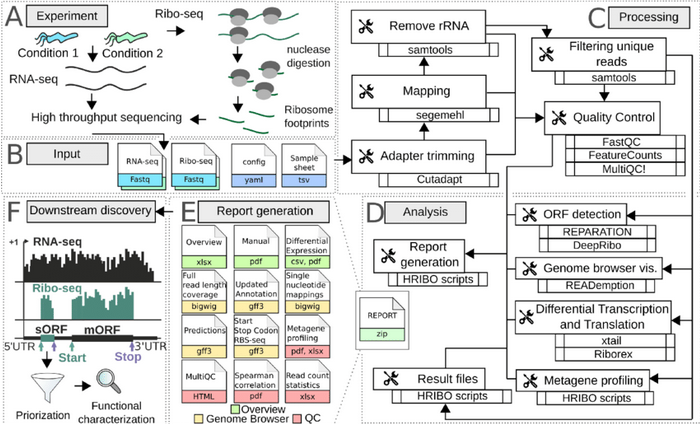 A
Experiment
Condition 1
Condition 2
Ribo-seq
RNA-seq
nuclease
digestion
High throughput sequencing
Ribosome
footprints
B
Input
RNA-seq
Fastq
Ribo-seq
Fastq
config
yaml
Sample
sheet
tsv
C
Processing
Remove rRNA
samtools
Mapping
segemehl
Adapter trimming
Cutadapt
Filtering unique
reads
samtools
Quality Control
FastQC
FeatureCounts
MultiQC!
D
Analysis
ORF detection
REPARATION
DeepRibo
Report
generation
HRIBO scripts
Genome browser vis.
READemption
Differential Transcription
and Translation
xtail
Riborex
Result files
HRIBO scripts
Metagene profiling
HRIBO scripts
REPORT
zip
E
Report generation
Overview
xlsx
Manual
pdf
Differential
Expression
csv, pdf
Full
read length
coverage
bigwig
Updated
Annotation
gff3
Single
nucleotide
mappings
bigwig
Predictions
gff3
Start
Stop Codon
RBS-seq
gff3
Metagene
profiling
pdf, xlsx
MultiQC
HTML
Spearman
correlation
pdf
Read count
statistics
xlsx
Overview
Genome Browser
QC
F
Downstream discovery
+1
RNA-seq
Ribo-seq
sORF
mORF
5'UTR
3'UTR
Start
Stop
Priorization
Functional
characterization